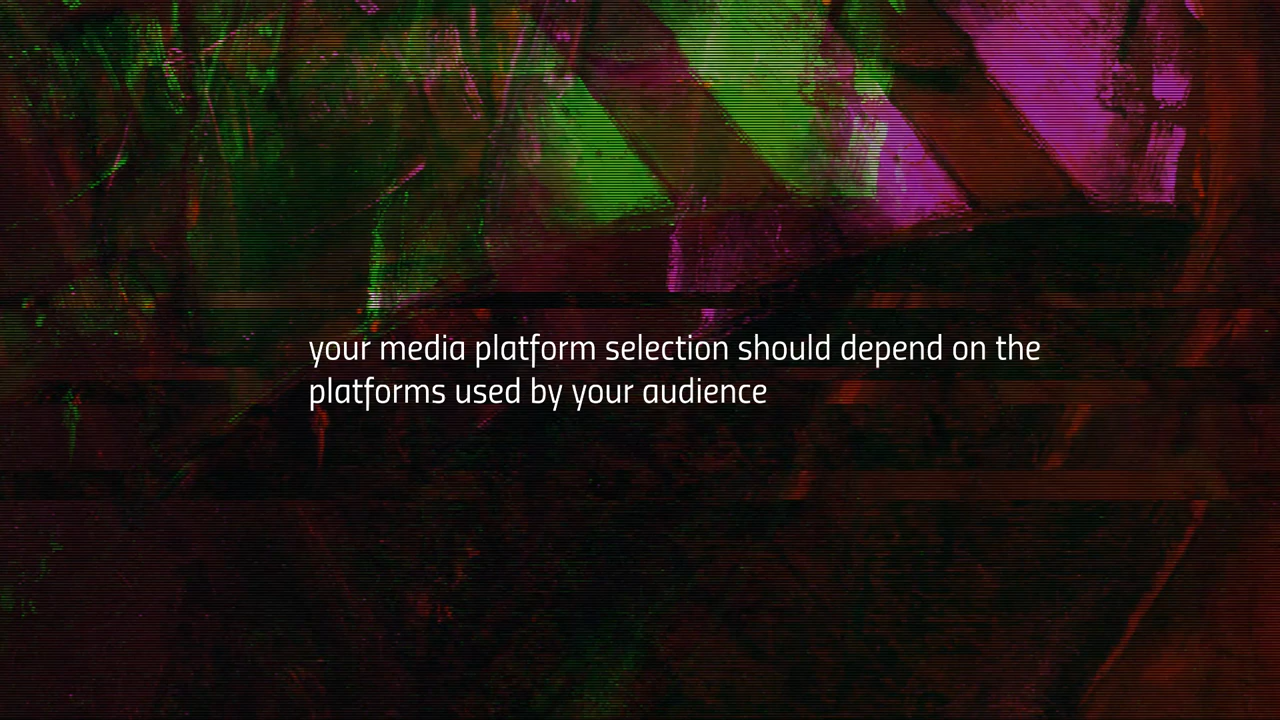 your media platform selection should depend on the
platforms used by your audience